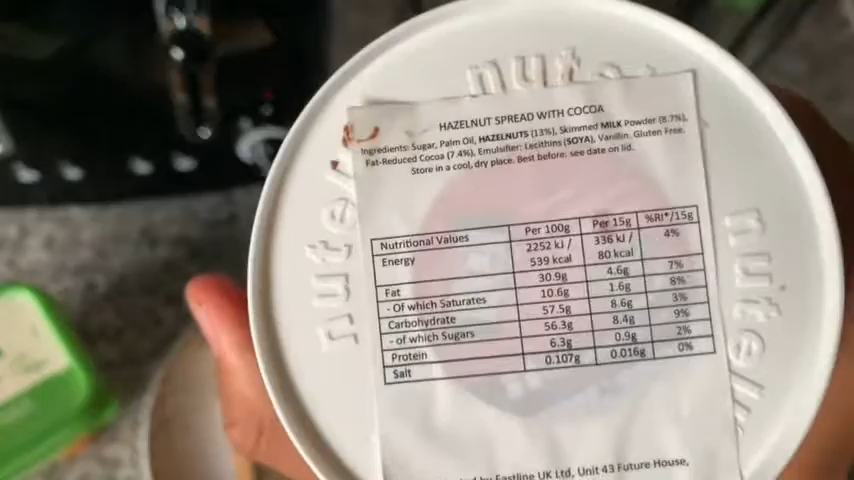 nut
HAZELNUT SPREAD WITH COCOA
Ingredients: Sugar, Palm Oil, HAZELNUTS (13%), Skimmed MILK Powder (8.7%),
Fat-Reduced Cocoa (7.4%), Emulsifier: Lecithins (SOYA), Vanillin. Gluten Free.
Store in a cool, dry place. Best before: see date on lid.
Nutritional Values Per 100g Per 15g %RI*/15g
Energy 2252 kJ / 336 kJ / 4%
539 kcal 80 kcal
Fat 30.9g 4.6g 7%
- Of which Saturates 10.6g 1.6g 8%
Carbohydrate 57.5g 8.6g 3%
- of which Sugars 56.3g 8.4g 9%
Protein 6.3g 0.9g 2%
Salt 0.107g 0.016g 0%
by Eastline UK Ltd, Unit 43 Future House,
nutella
nutella